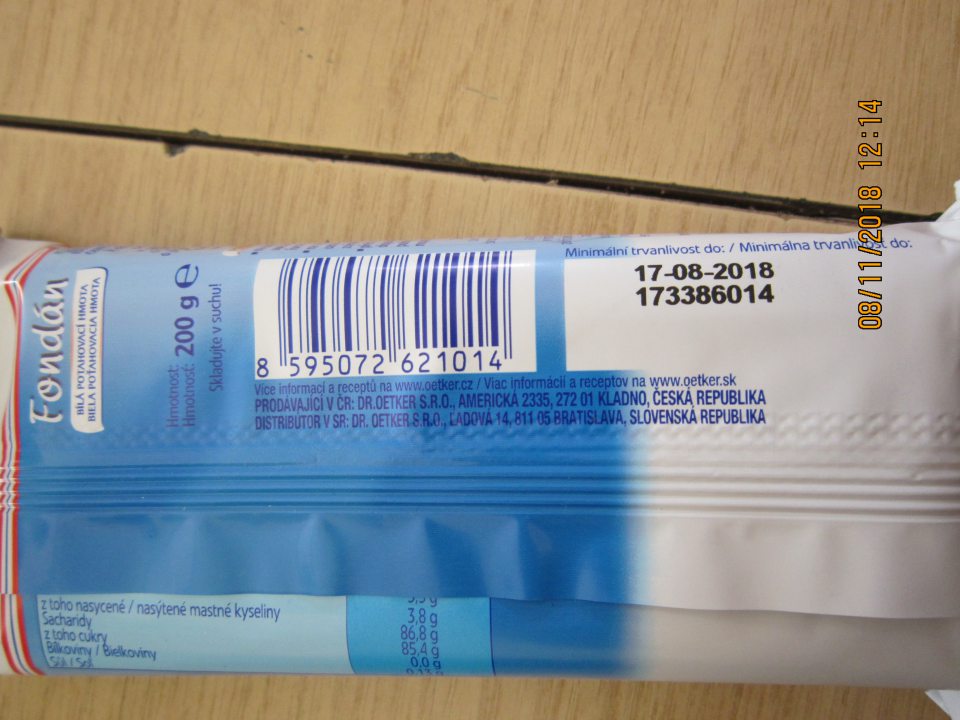 08/11/2018 12:14
Fondán
BÍLÁ POTAHOVACÍ HMOTA
BIELA POŤAHOVACIA HMOTA
Hmotnost:
Hmotnosť: 200 g e
Skladujte v suchu!
8 595072 621014
Minimální trvanlivost do: / Minimálna trvanlivosť do:
17-08-2018
173386014
Více informací a receptů na www.oetker.cz / Viac informácií a receptov na www.oetker.sk
PRODÁVAJÍCÍ V ČR: DR.OETKER S.R.O., AMERICKÁ 2335, 272 01 KLADNO, ČESKÁ REPUBLIKA
DISTRIBÚTOR V SR: DR. OETKER S.R.O., ĽADOVÁ 14, 811 05 BRATISLAVA, SLOVENSKÁ REPUBLIKA
z toho nasycené / nasýtené mastné kyseliny 3,8 g
Sacharidy 86,8 g
z toho cukry 85,4 g
Bílkoviny / Bielkoviny 0,0 g
Sůl / Soľ